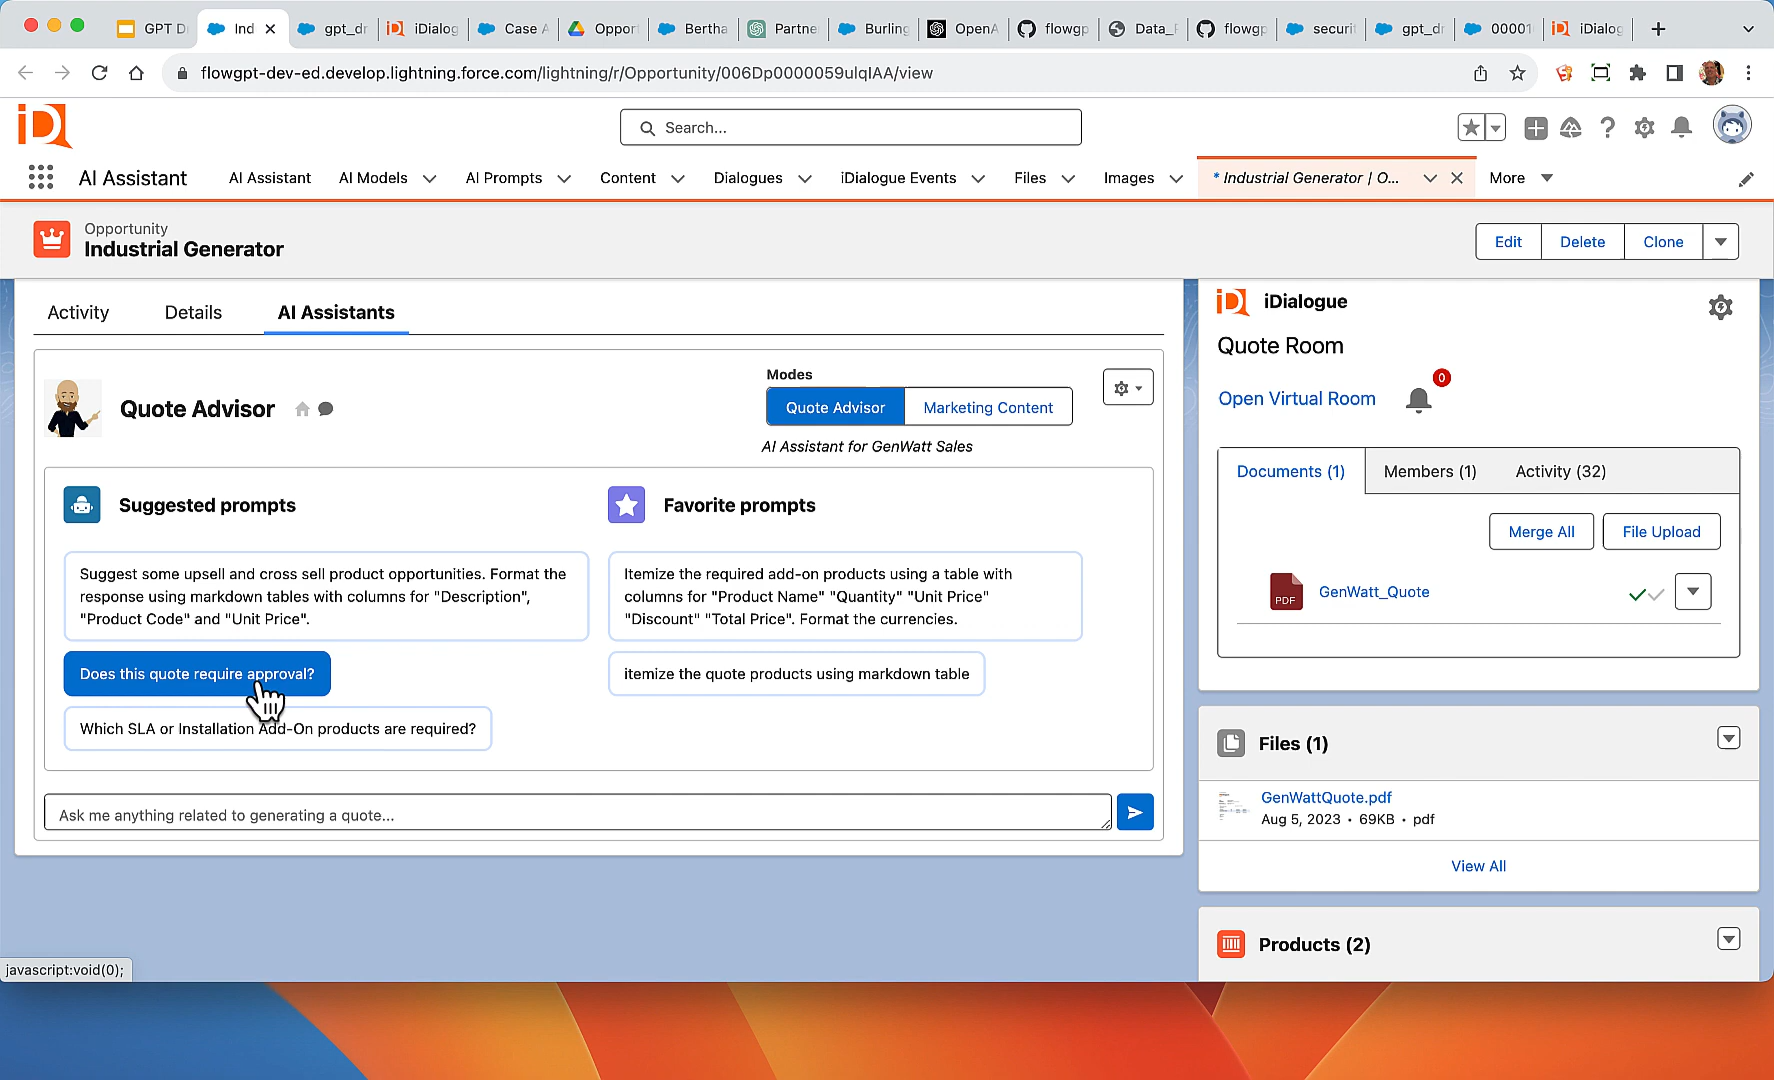 GPT D
Ind
gpt_dr
iDialog
Case A
Oppor
Bertha
Partne
Burling
OpenA
flowgp
Data_F
flowgp
securit
gpt_dr
00001
iDialog
flowgpt-dev-ed.develop.lightning.force.com/lightning/r/Opportunity/006Dp0000059ulqIAA/view
iD
Search...
AI Assistant
AI Assistant
AI Models
AI Prompts
Content
Dialogues
iDialogue Events
Files
Images
* Industrial Generator | O...
More
Opportunity
Industrial Generator
Edit
Delete
Clone
Activity
Details
AI Assistants
Quote Advisor
Modes
Quote Advisor
Marketing Content
AI Assistant for GenWatt Sales
Suggested prompts
Suggest some upsell and cross sell product opportunities. Format the
response using markdown tables with columns for "Description",
"Product Code" and "Unit Price".
Does this quote require approval?
Which SLA or Installation Add-On products are required?
Favorite prompts
Itemize the required add-on products using a table with
columns for "Product Name" "Quantity" "Unit Price"
"Discount" "Total Price". Format the currencies.
itemize the quote products using markdown table
Ask me anything related to generating a quote...
iD
iDialogue
Quote Room
Open Virtual Room
0
Documents (1)
Members (1)
Activity (32)
Merge All
File Upload
PDF
GenWatt_Quote
Files (1)
GenWattQuote.pdf
Aug 5, 2023 • 69KB • pdf
View All
Products (2)
javascript:void(0);